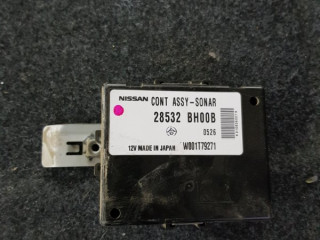 NISSAN CONT ASSY-SONAR
28532 BH00B
0526
12V MADE IN JAPAN W001T79271